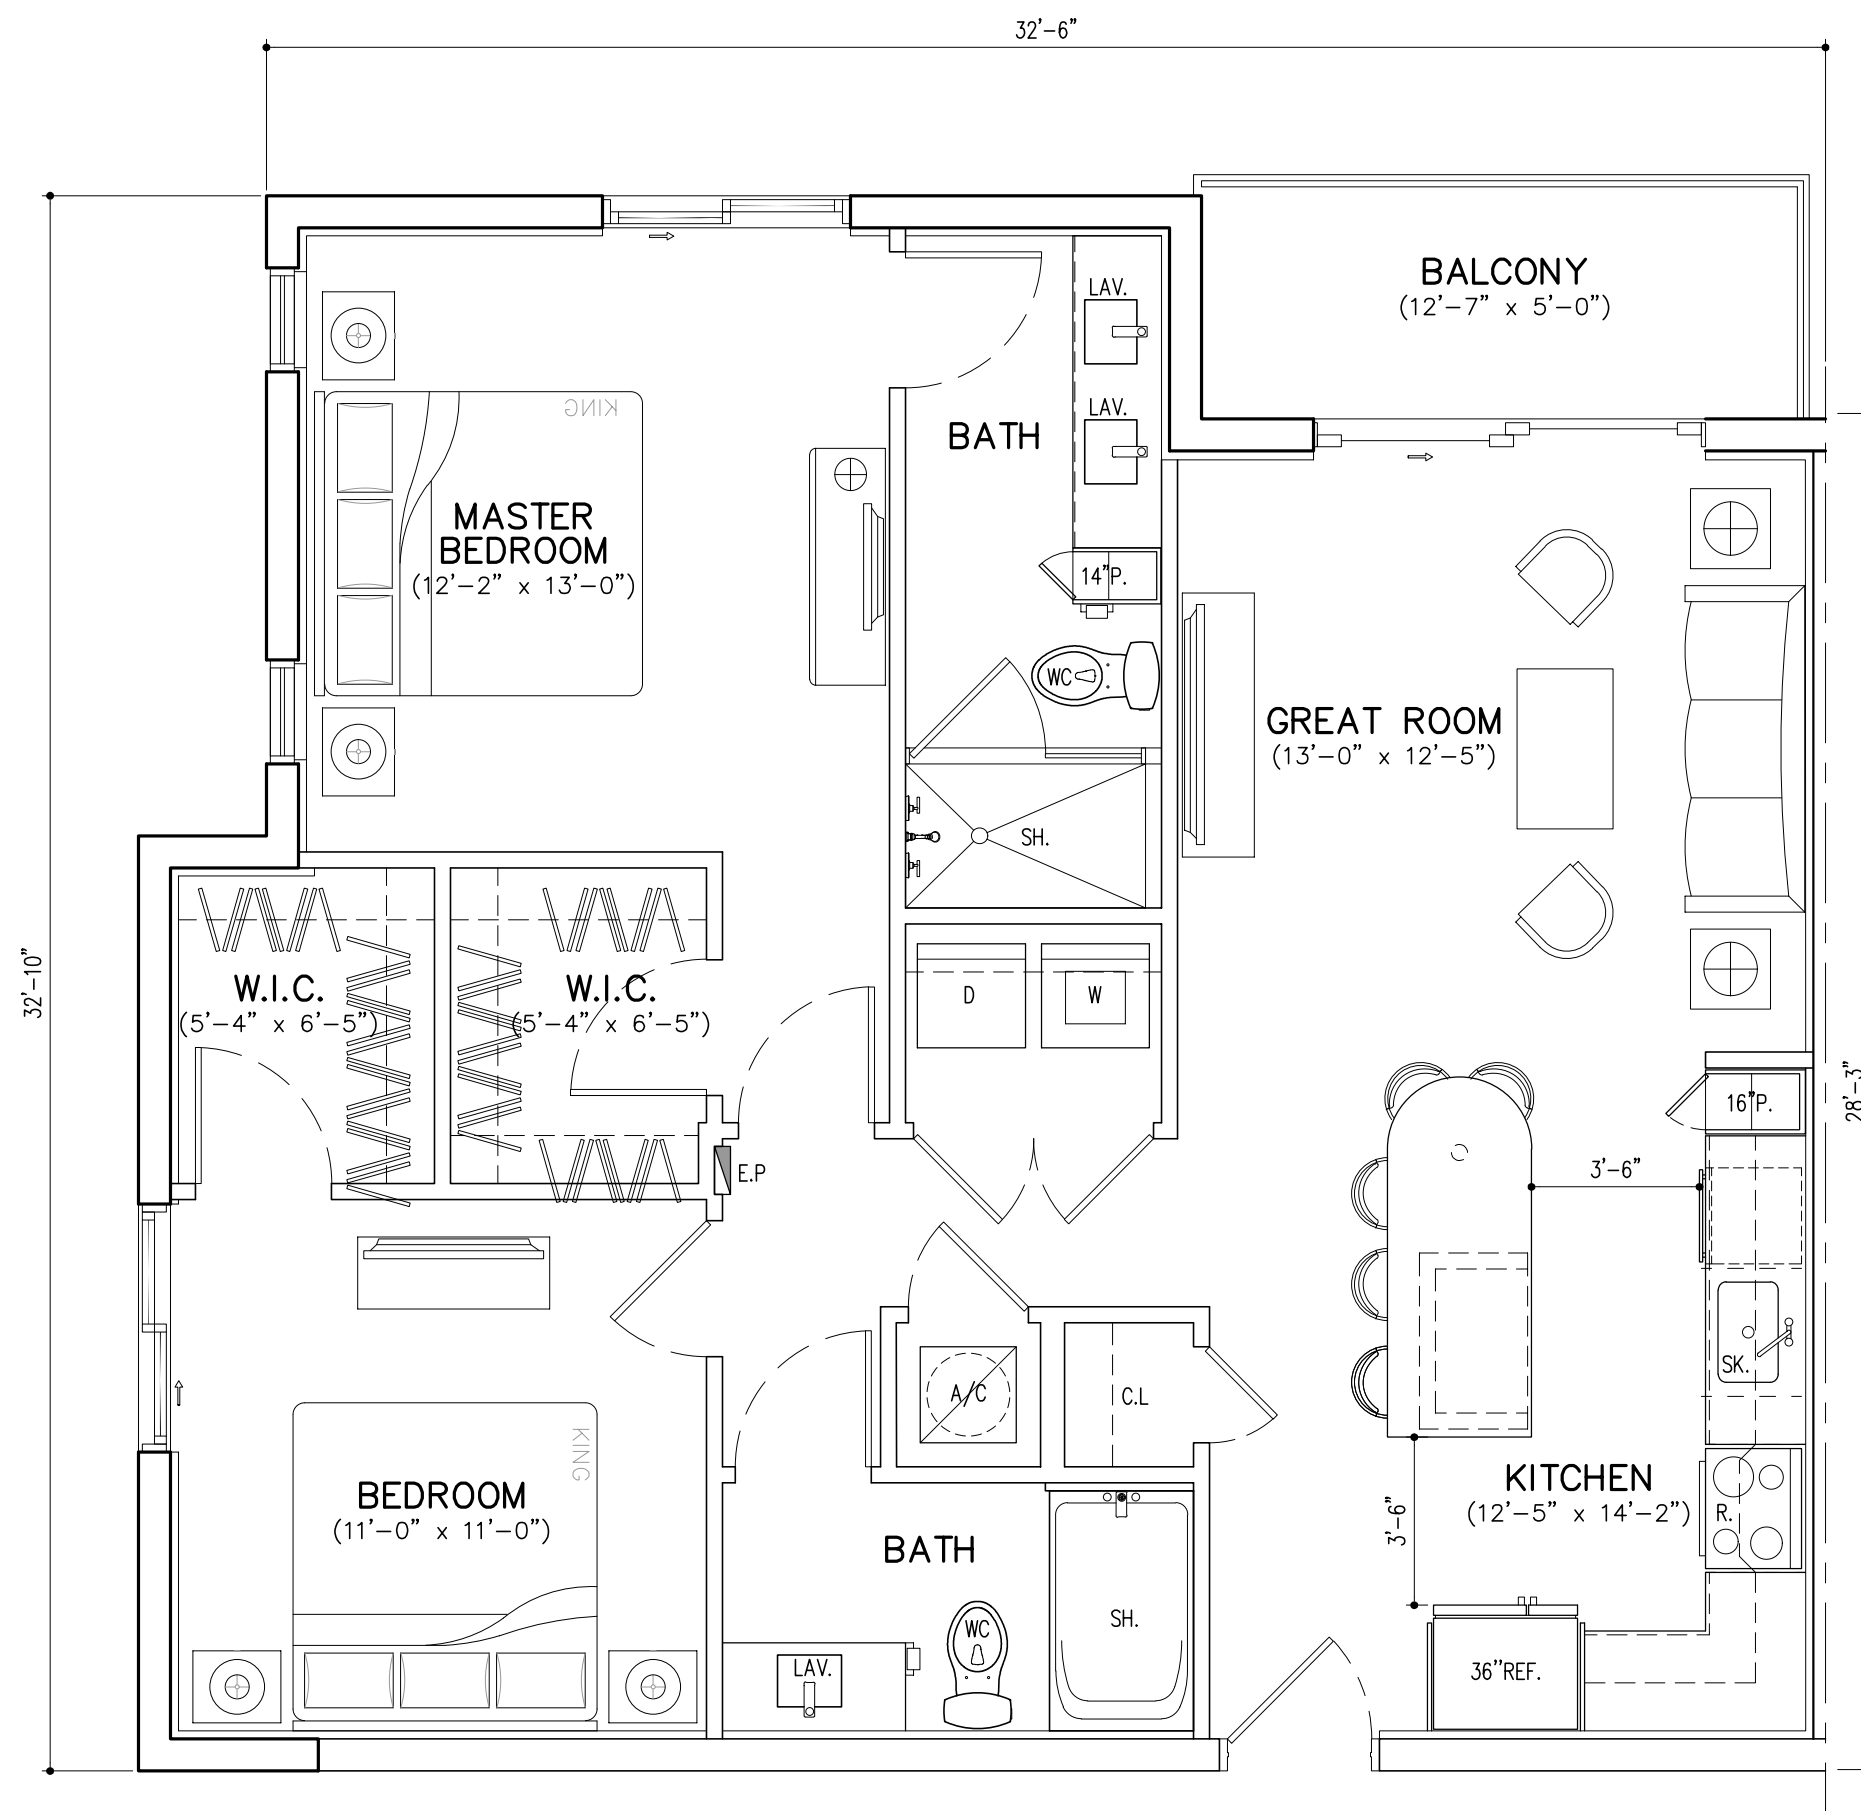 32'-6"
BALCONY
(12'-7" x 5'-0")
LAV.
KING
LAV.
BATH
MASTER
BEDROOM
(12'-2" x 13'-0")
14"P.
WC
GREAT ROOM
(13'-0" x 12'-5")
SH.
32'-10"
W.I.C.
(5'-4" x 6'-5")
W.I.C.
(5'-4" x 6'-5")
D
W
28'-3"
16"P.
E.P
3'-6"
SK.
A/C
C.L
KING
KITCHEN
(12'-5" x 14'-2")
R.
BEDROOM
(11'-0" x 11'-0")
3'-6"
BATH
WC
SH.
LAV.
36"REF.